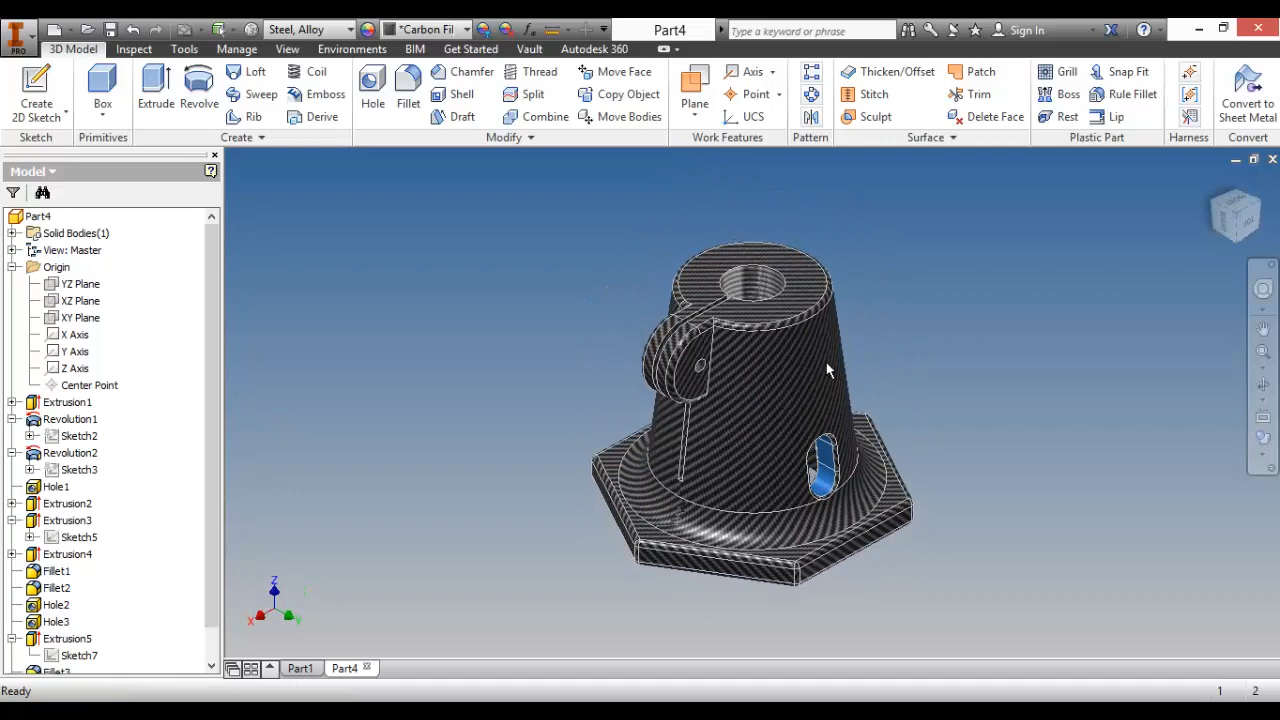 Steel, Alloy
*Carbon Fil
Part4
Type a keyword or phrase
Sign In
PRO
3D Model
Inspect
Tools
Manage
View
Environments
BIM
Get Started
Vault
Autodesk 360
Create
2D Sketch
Box
Extrude
Revolve
Loft
Sweep
Rib
Coil
Emboss
Derive
Hole
Fillet
Chamfer
Shell
Draft
Thread
Split
Combine
Move Face
Copy Object
Move Bodies
Plane
Axis
Point
UCS
Thicken/Offset
Stitch
Sculpt
Patch
Trim
Delete Face
Grill
Boss
Rest
Snap Fit
Rule Fillet
Lip
Convert to
Sheet Metal
Sketch
Primitives
Create
Modify
Work Features
Pattern
Surface
Plastic Part
Harness
Convert
Model
Part4
Solid Bodies(1)
View: Master
Origin
YZ Plane
XZ Plane
XY Plane
X Axis
Y Axis
Z Axis
Center Point
Extrusion1
Revolution1
Sketch2
Revolution2
Sketch3
Hole1
Extrusion2
Extrusion3
Sketch5
Extrusion4
Fillet1
Fillet2
Hole2
Hole3
Extrusion5
Sketch7
Fillet3
Z
X
Y
Part1
Part4
Ready
1
2